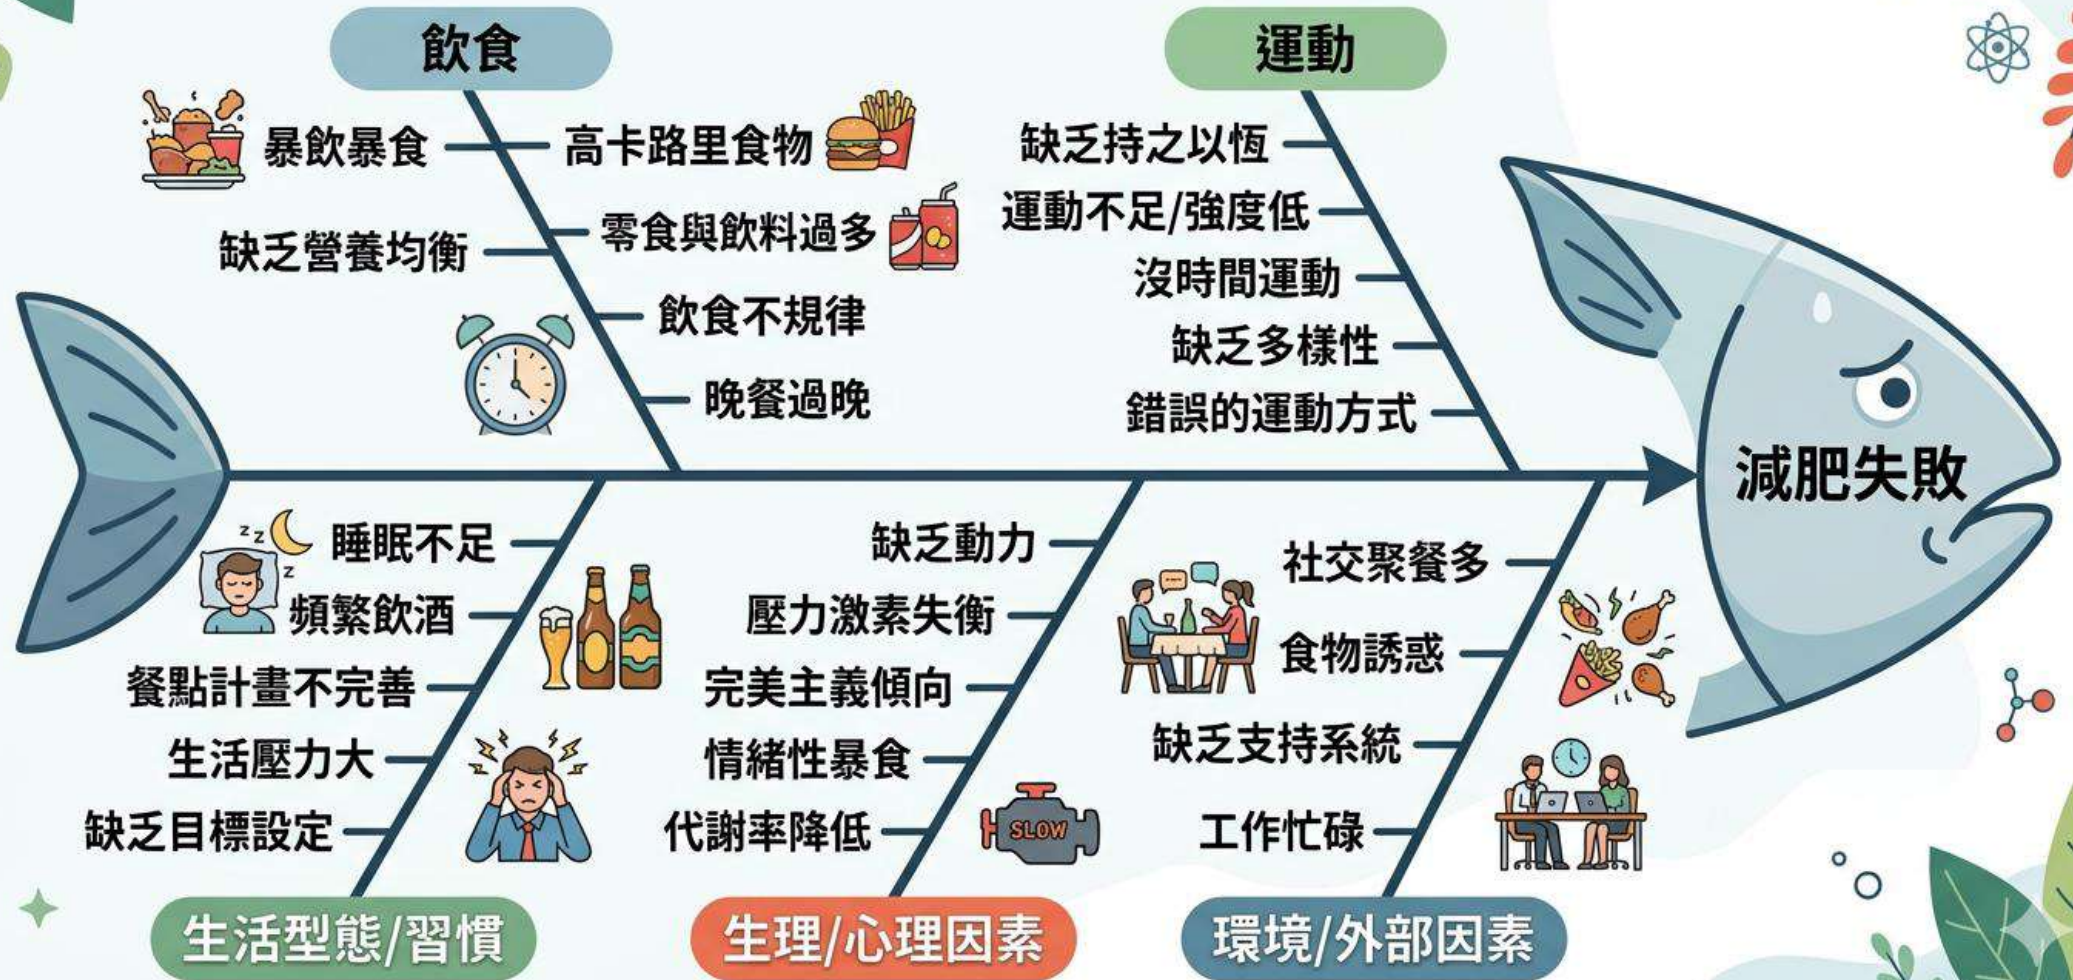 飲食
暴飲暴食
高卡路里食物
缺乏營養均衡
零食與飲料過多
飲食不規律
晚餐過晚
運動
缺乏持之以恆
運動不足/強度低
沒時間運動
缺乏多樣性
錯誤的運動方式
減肥失敗
睡眠不足
z z
z
頻繁飲酒
餐點計畫不完善
生活壓力大
缺乏目標設定
生活型態/習慣
缺乏動力
壓力激素失衡
完美主義傾向
情緒性暴食
代謝率降低
SLOW
生理/心理因素
社交聚餐多
食物誘惑
缺乏支持系統
工作忙碌
環境/外部因素